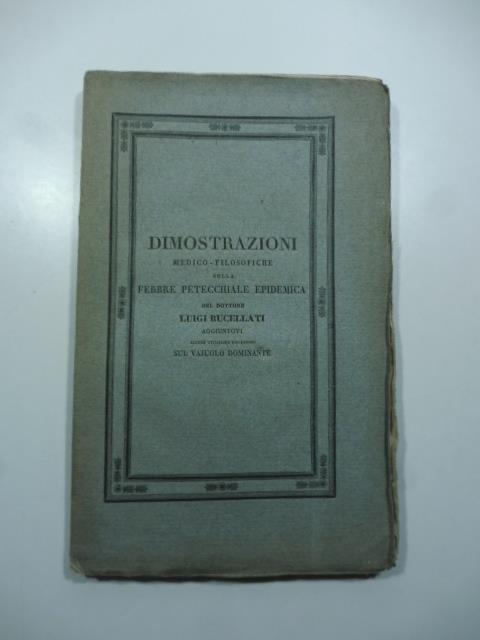 DIMOSTRAZIONI
MEDICO-FILOSOFICHE
SULLA
FEBBRE PETECCHIALE EPIDEMICA
DEL DOTTORE
LUIGI BUCELLATI
AGGIUNTOVI
SUL VAJUOLO DOMINANTE